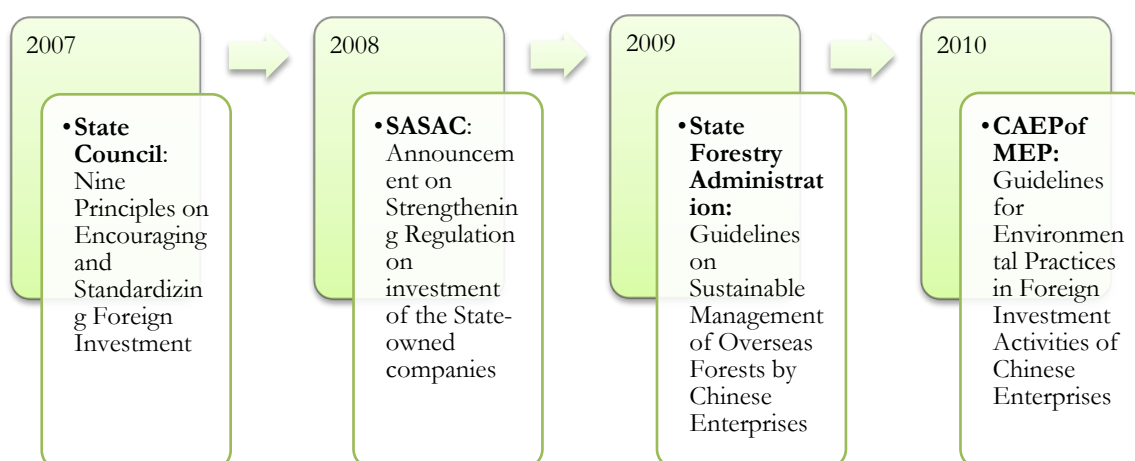 2007
• State
Council:
Nine
Principles on
Encouraging
and
Standardizin
g Foreign
Investment
2008
• SASAC:
Announcem
ent on
Strengthenin
g Regulation
on
investment
of the State-
owned
companies
2009
• State
Forestry
Administrat
ion:
Guidelines
on
Sustainable
Management
of Overseas
Forests by
Chinese
Enterprises
2010
• CAEPof
MEP:
Guidelines
for
Environmen
tal Practices
in Foreign
Investment
Activities of
Chinese
Enterprises